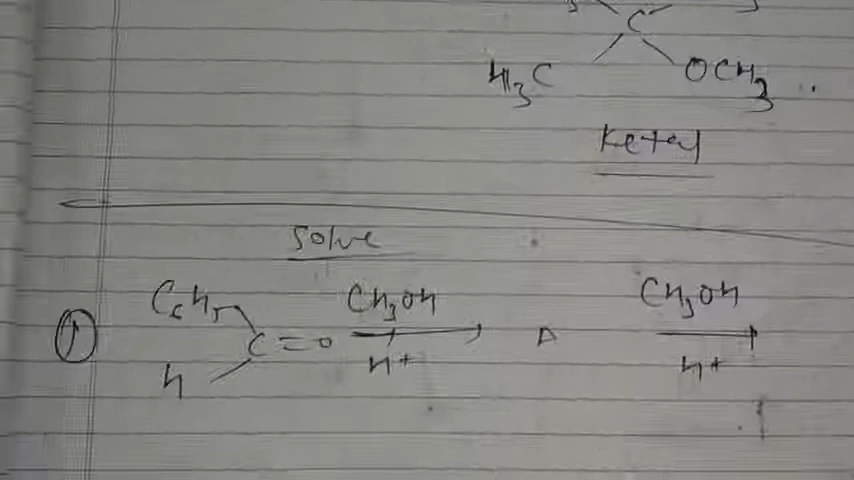 C
H3C OCH3
Ketal
Solve
1 C6H5 CH3OH CH3OH
C=O A
H H+ H+